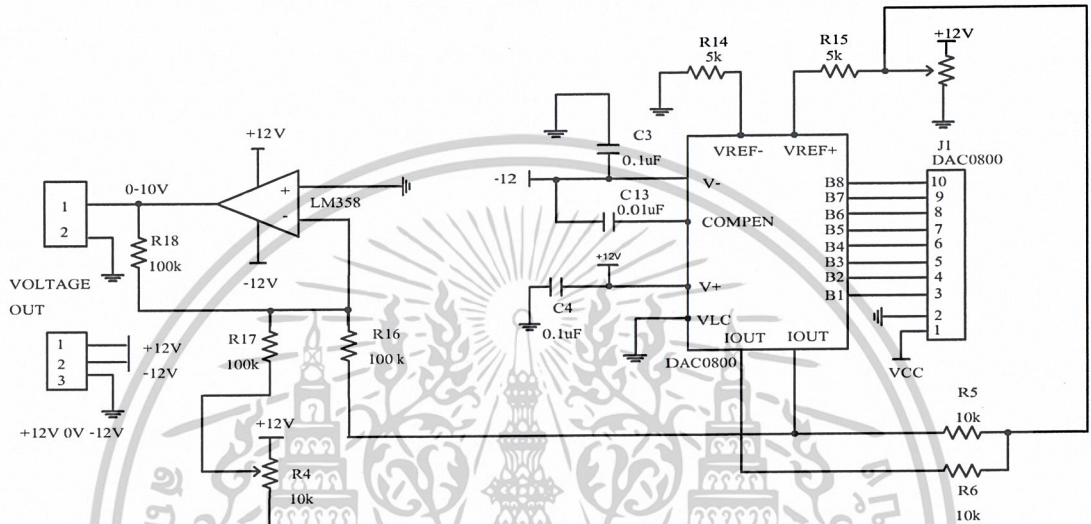 +12V
R14
5k
R15
5k
J1
DAC0800
VREF-
VREF+
C3
0.1uF
-12
V-
C13
0.01uF
COMPEN
+12V
V+
C4
0.1uF
VLC
IOUT
IOUT
DAC0800
B8
B7
B6
B5
B4
B3
B2
B1
10
9
8
7
6
5
4
3
2
1
VCC
+12V
0-10V
+
-
LM358
-12V
1
2
R18
100k
VOLTAGE
OUT
1
2
3
+12V
-12V
+12V 0V -12V
R17
100k
R16
100 k
+12V
R4
10k
R5
10k
R6
10k